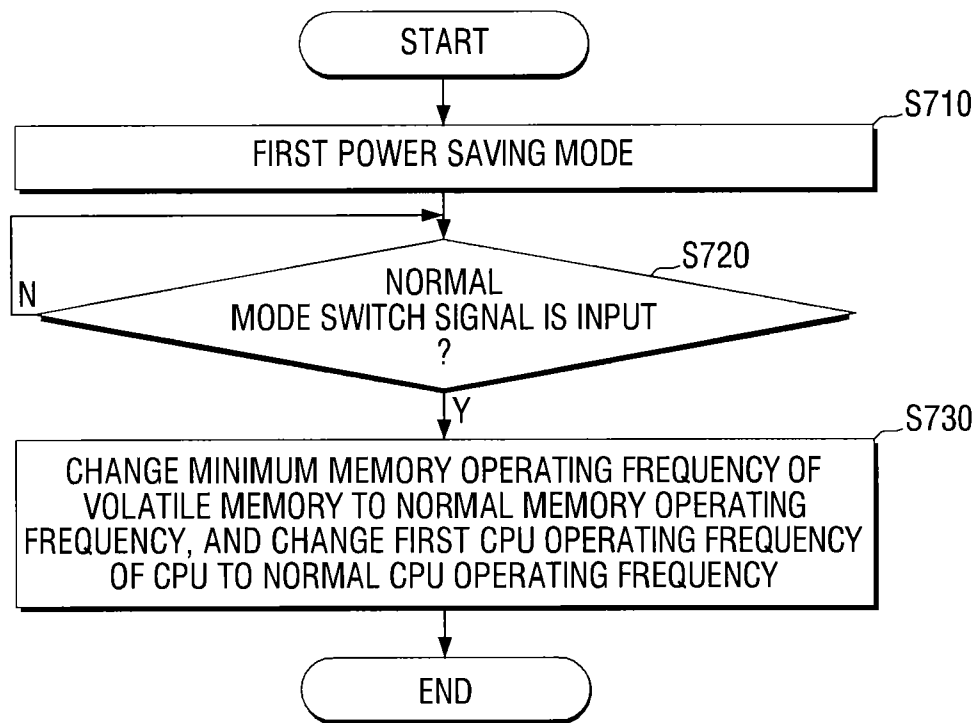 START
S710
FIRST POWER SAVING MODE
S720
NORMAL
MODE SWITCH SIGNAL IS INPUT
?
N
Y
S730
CHANGE MINIMUM MEMORY OPERATING FREQUENCY OF
VOLATILE MEMORY TO NORMAL MEMORY OPERATING
FREQUENCY, AND CHANGE FIRST CPU OPERATING FREQUENCY
OF CPU TO NORMAL CPU OPERATING FREQUENCY
END